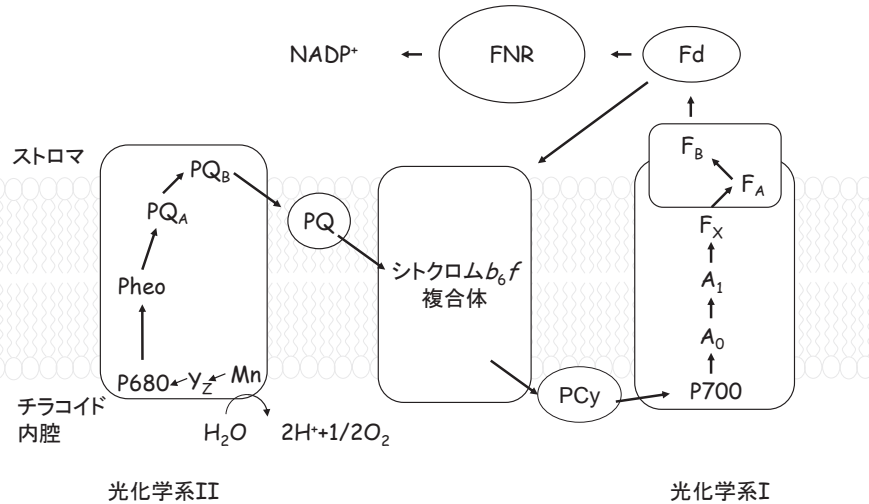 NADP⁺
FNR
Fd
ストロマ
PQB
FB
FA
PQA
PQ
FX
シトクロムb₆f
複合体
Pheo
A₁
A₀
P680
YZ
Mn
PCy
P700
チラコイド
内腔
H₂O
2H⁺+1/2O₂
光化学系II
光化学系I